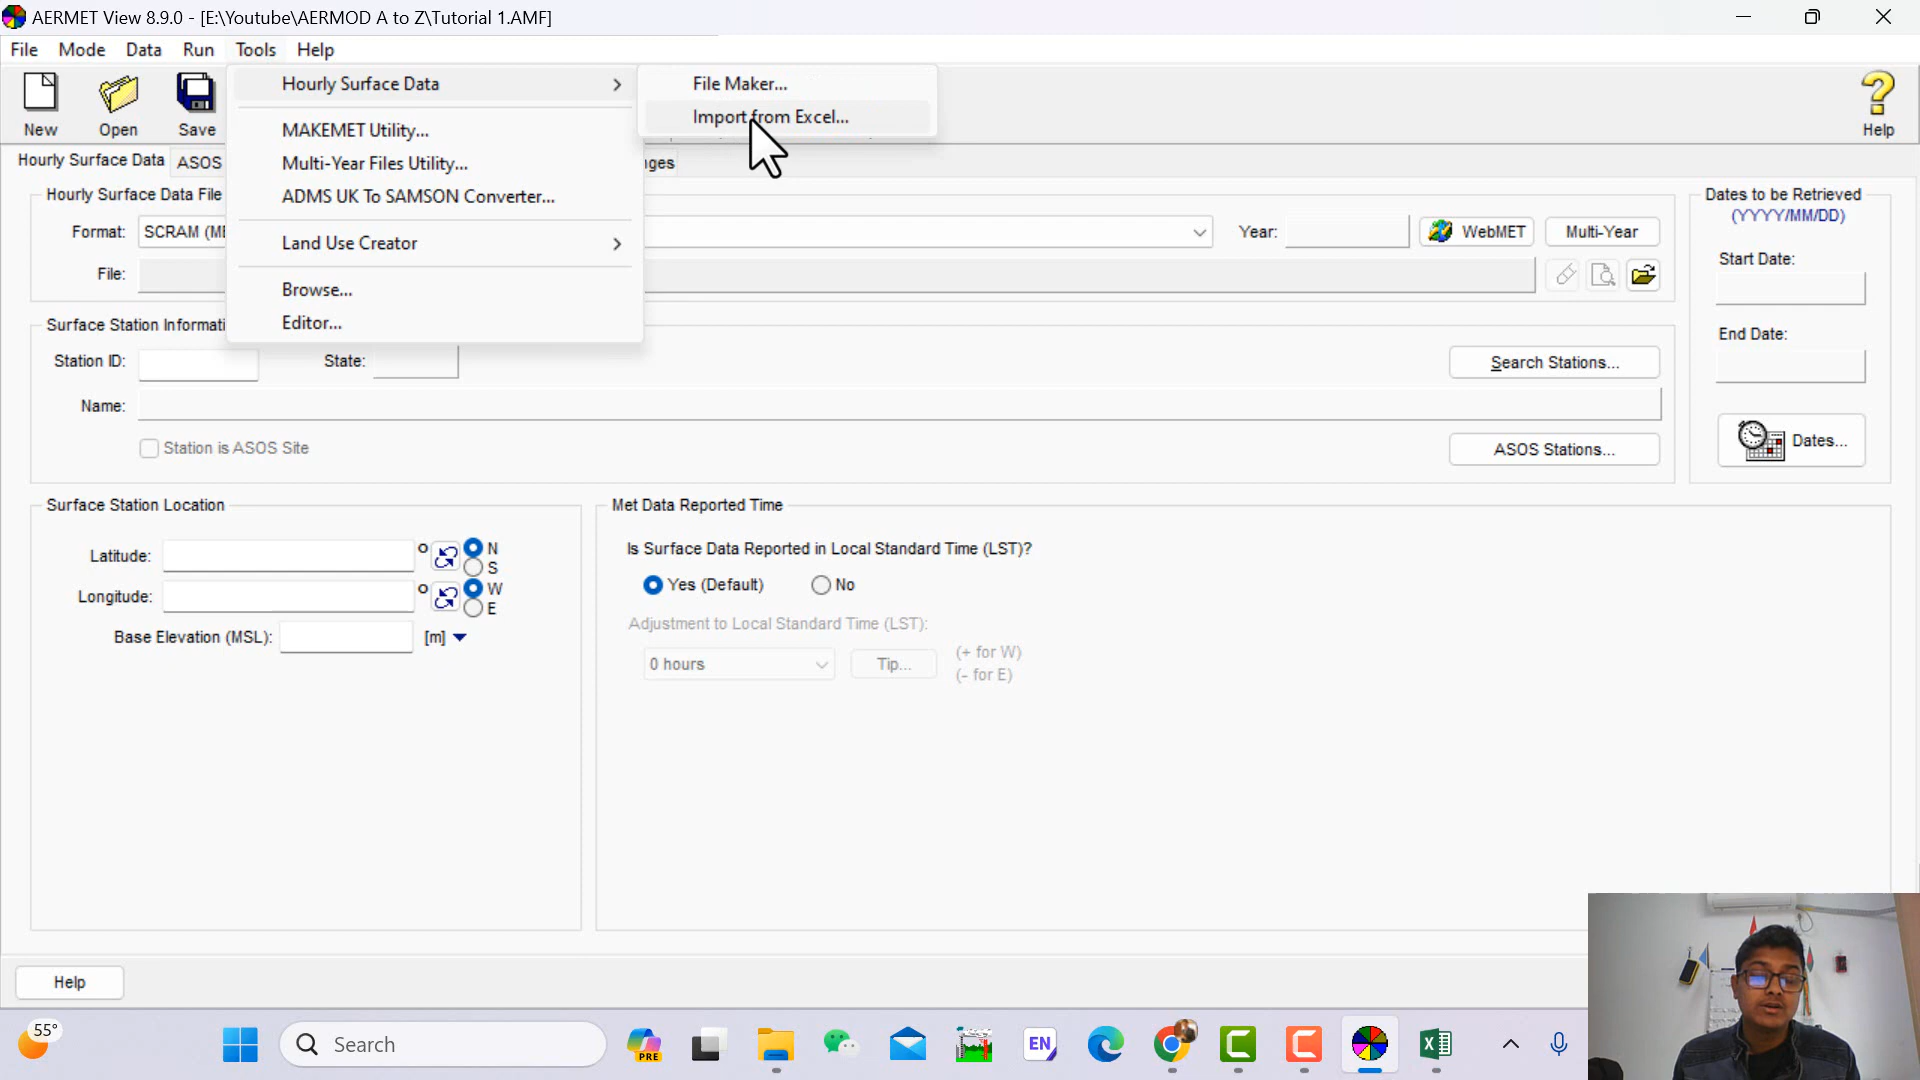 AERMET View 8.9.0 - [E:\Youtube\AERMOD A to Z\Tutorial 1.AMF]
File Mode Data Run Tools Help
New Open Save Help
Hourly Surface Data
File Maker...
Import from Excel...
MAKEMET Utility...
Multi-Year Files Utility...
ADMS UK To SAMSON Converter...
Land Use Creator
Browse...
Editor...
Hourly Surface Data ASOS nges
Hourly Surface Data File
Format: SCRAM (ME Year: WebMET Multi-Year
File:
Dates to be Retrieved
(YYYY/MM/DD)
Start Date:
End Date:
Dates...
Surface Station Informati
Station ID: State: Search Stations...
Name:
Station is ASOS Site ASOS Stations...
Surface Station Location
Latitude: ° N
S
Longitude: ° W
E
Base Elevation (MSL): [m]
Met Data Reported Time
Is Surface Data Reported in Local Standard Time (LST)?
Yes (Default) No
Adjustment to Local Standard Time (LST):
0 hours Tip... (+ for W)
(- for E)
Help
55° Search PRE EN